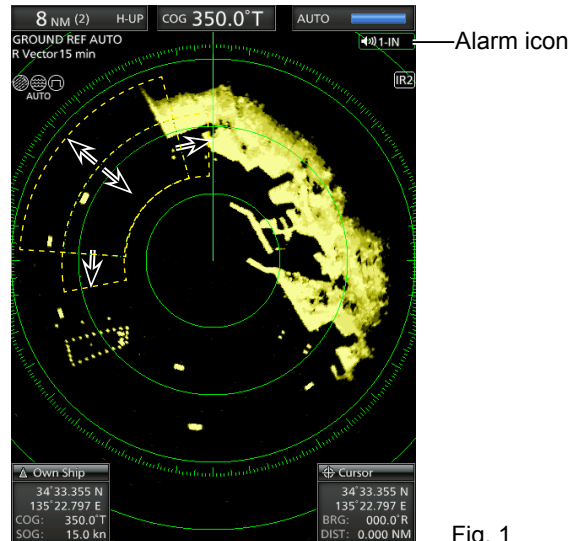 8 NM (2) H-UP COG 350.0°T AUTO
GROUND REF AUTO 1-IN Alarm icon
R Vector 15 min
IR2
AUTO
Own Ship Cursor
34°33.355 N 34°33.355 N
135°22.797 E 135°22.797 E
COG: 350.0°T BRG: 000.0°R
SOG: 15.0 kn DIST: 0.000 NM
Fig. 1